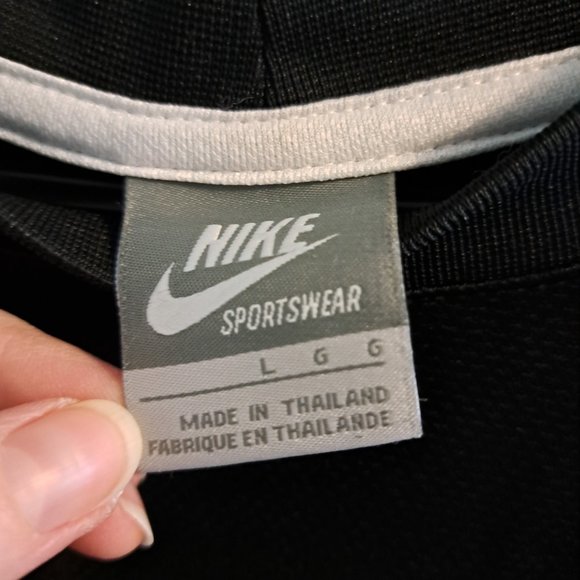 NIKE
SPORTSWEAR
L G G
MADE IN THAILAND
FABRIQUE EN THAILANDE